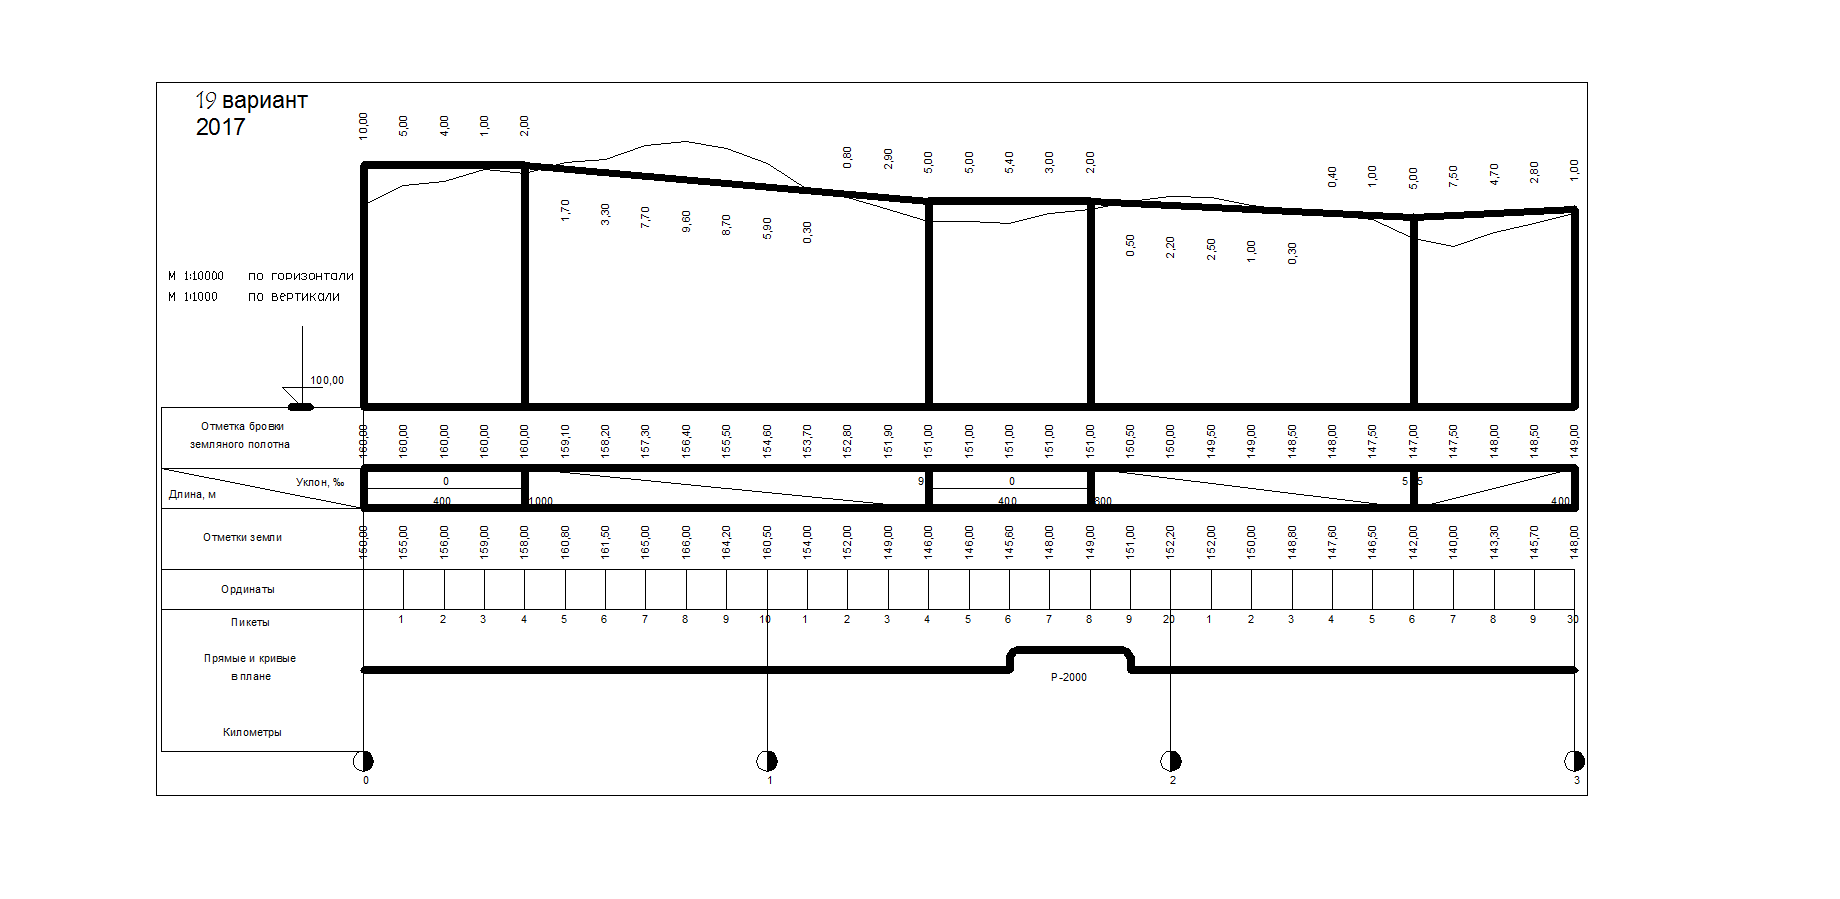 19 вариант
2017
10,00 5,00 4,00 1,00 2,00 0,80 2,90 5,00 5,00 5,40 3,00 2,00 0,40 1,00 5,00 7,50 4,70 2,80 1,00
1,70 3,30 7,70 9,60 8,70 5,90 0,30 0,50 2,20 2,50 1,00 0,30
М 1:10000 по горизонтали
М 1:1000 по вертикали
100,00
Отметка бровки
земляного полотна
160,00 160,00 160,00 160,00 160,00 159,10 158,20 157,30 156,40 155,50 154,60 153,70 152,80 151,90 151,00 151,00 151,00 151,00 151,00 150,50 150,00 149,50 149,00 148,50 148,00 147,50 147,00 147,50 148,00 148,50 149,00
Уклон, ‰ 0 9 0 5 5
Длина, м 400 1000 400 800 400
Отметки земли
150,00 155,00 156,00 159,00 158,00 160,80 161,50 165,00 166,00 164,20 160,50 154,00 152,00 149,00 146,00 146,00 145,60 148,00 149,00 151,00 152,20 152,00 150,00 148,80 147,60 146,50 142,00 140,00 143,30 145,70 148,00
Ординаты
Пикеты 1 2 3 4 5 6 7 8 9 10 1 2 3 4 5 6 7 8 9 20 1 2 3 4 5 6 7 8 9 30
Прямые и кривые
в плане
Р-2000
Километры
0 1 2 3